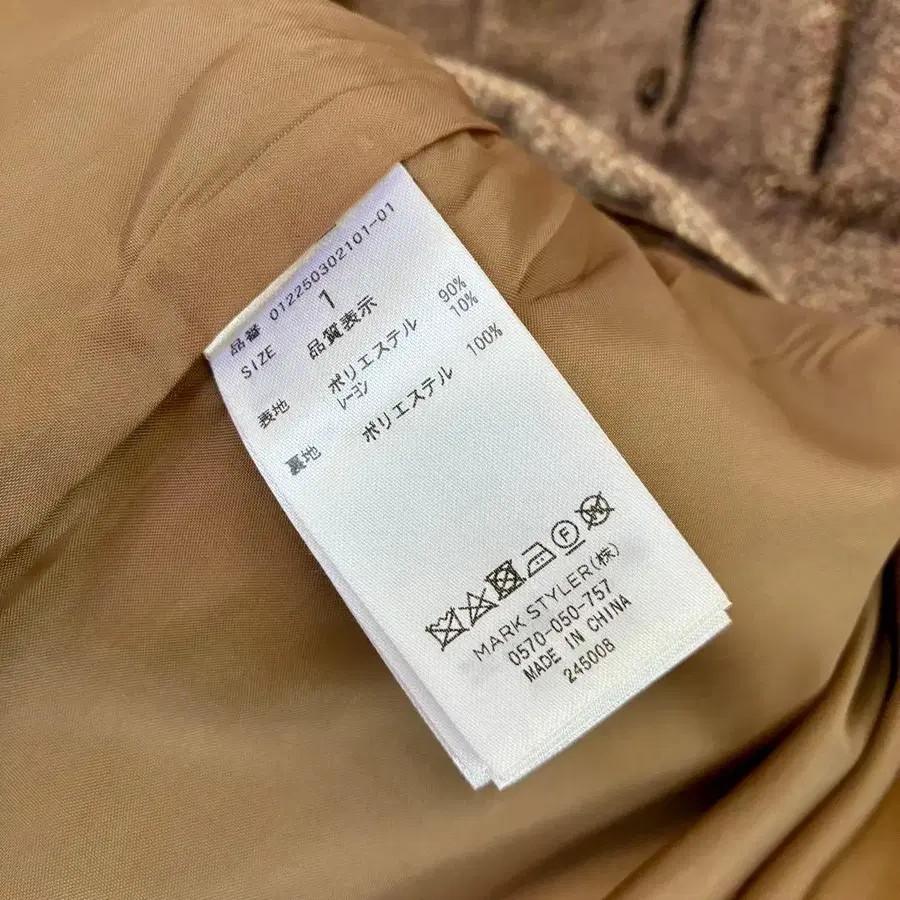 品番 012250302101-01
SIZE 1
品質表示
表地 ポリエステル 90%
レーヨン 10%
裏地 ポリエステル 100%
MARK STYLER(株)
0570-050-757
MADE IN CHINA
245008